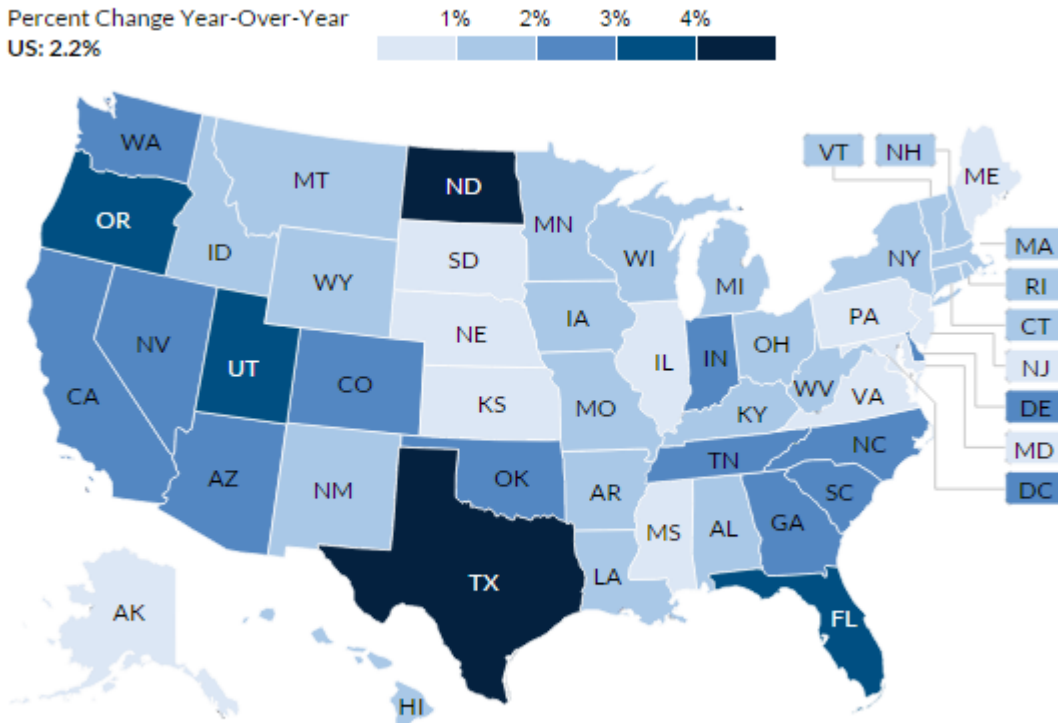 Percent Change Year-Over-Year
US: 2.2%
1% 2% 3% 4%
WA
MT
ND
MN
VT
NH
ME
OR
ID
SD
WI
NY
MA
WY
MI
RI
NE
IA
PA
CT
NV
UT
CO
IL
IN
OH
NJ
CA
KS
MO
KY
WV
VA
DE
AZ
NM
OK
TN
NC
MD
AR
SC
DC
MS
AL
GA
TX
LA
AK
FL
HI